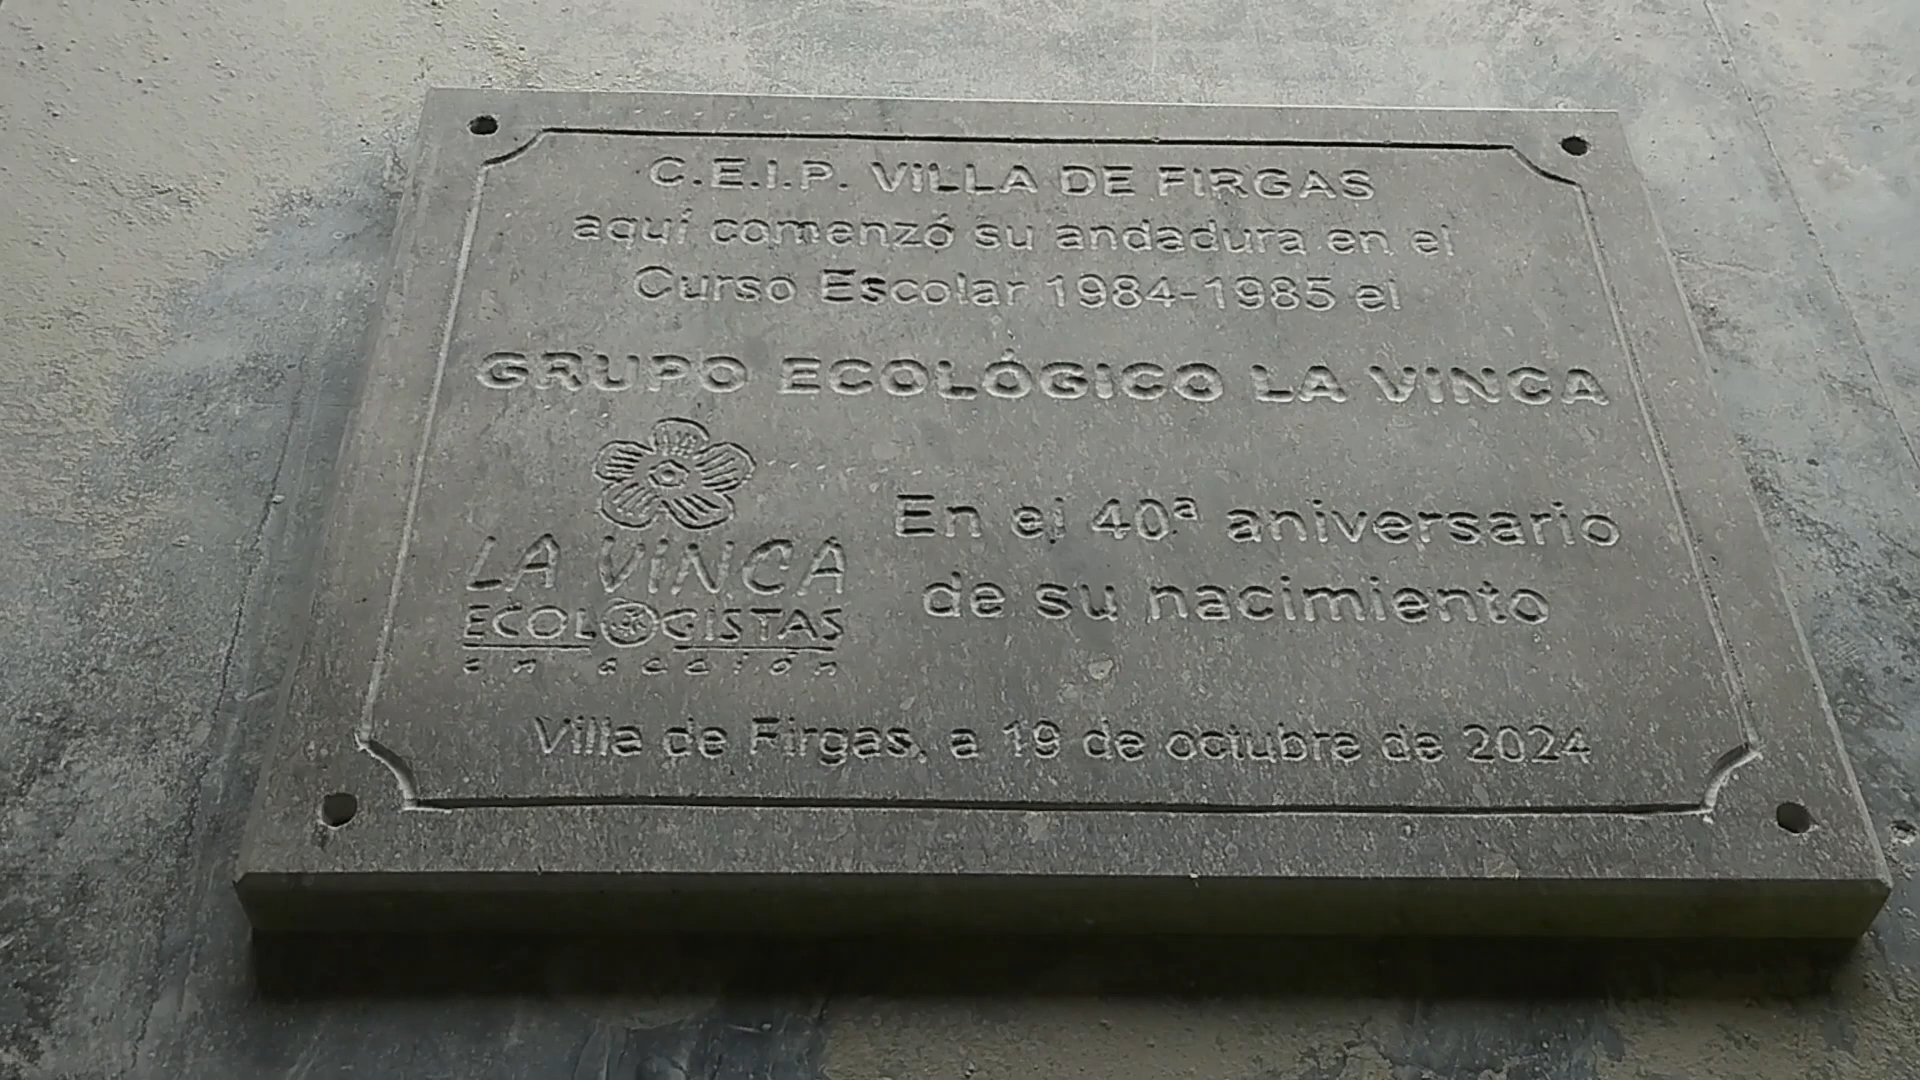 C.E.I.P. VILLA DE FIRGAS
aquí comenzó su andadura en el
Curso Escolar 1984-1985 el
GRUPO ECOLÓGICO LA VINCA
LA ViNCA
ECOLOGISTAS
en acción
En el 40ª aniversario
de su nacimiento
Villa de Firgas, a 19 de octubre de 2024